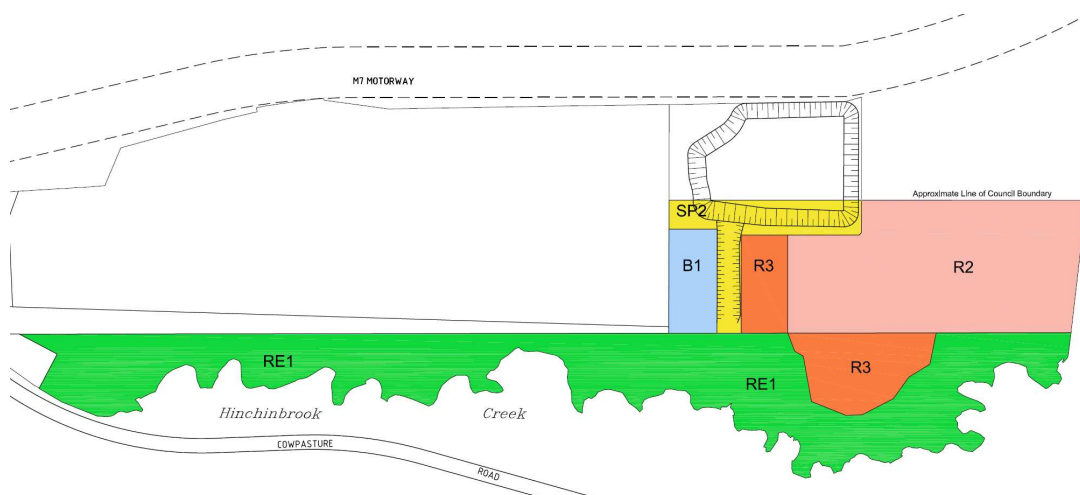 M7 MOTORWAY
Approximate Line of Council Boundary
SP2
B1
R3
R2
RE1
R3
RE1
Hinchinbrook Creek
COWPASTURE ROAD